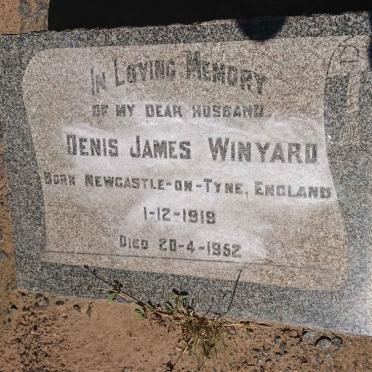 IN LOVING MEMORY
OF MY DEAR HUSBAND
DENIS JAMES WINYARD
BORN NEWCASTLE-ON-TYNE, ENGLAND
1-12-1919
DIED 20-4-1952